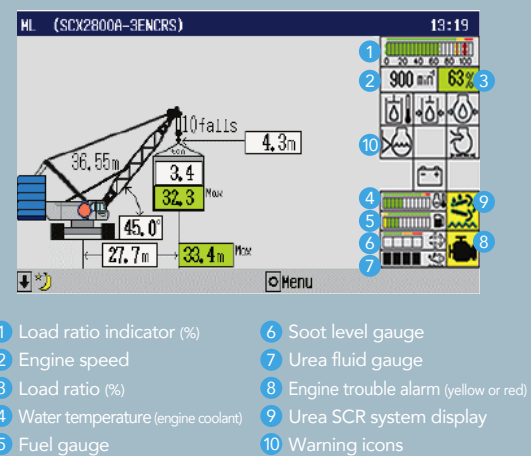 ML (SCX2800A-3ENCRS) 13:19
1
0 20 40 60 80 100
2 900 min⁻¹ 63% 3
10falls
4.3m
10
36.55m
ton
3.4
32.3 Max
4
9
45.0°
5
27.7m 33.4m Max
6
8
7
Menu
1 Load ratio indicator (%)
2 Engine speed
3 Load ratio (%)
4 Water temperature (engine coolant)
5 Fuel gauge
6 Soot level gauge
7 Urea fluid gauge
8 Engine trouble alarm (yellow or red)
9 Urea SCR system display
10 Warning icons